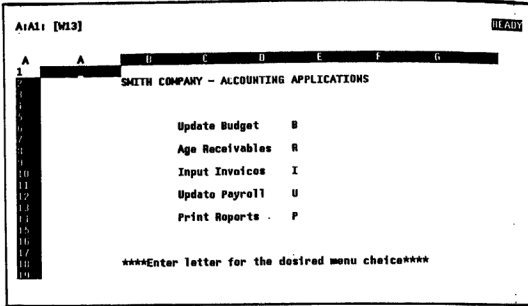 A:A1: [W13] READY
A A B C D E F G
1 SMITH COMPANY - ACCOUNTING APPLICATIONS
2
3
4
5
6 Update Budget B
7
8 Age Receivables R
9
10 Input Invoices I
11
12 Update Payroll U
13
14 Print Reports P
15
16
17
18 ****Enter letter for the desired menu choice****
19